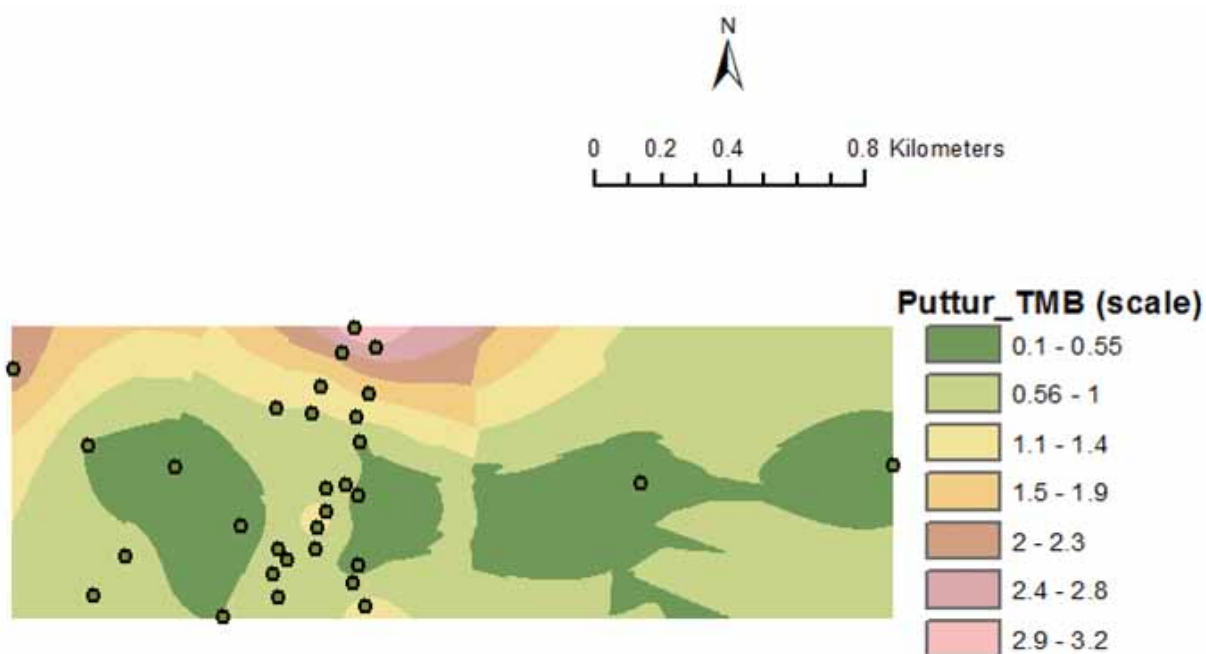 N
0 0.2 0.4 0.8 Kilometers
Puttur_TMB (scale)
0.1 - 0.55
0.56 - 1
1.1 - 1.4
1.5 - 1.9
2 - 2.3
2.4 - 2.8
2.9 - 3.2